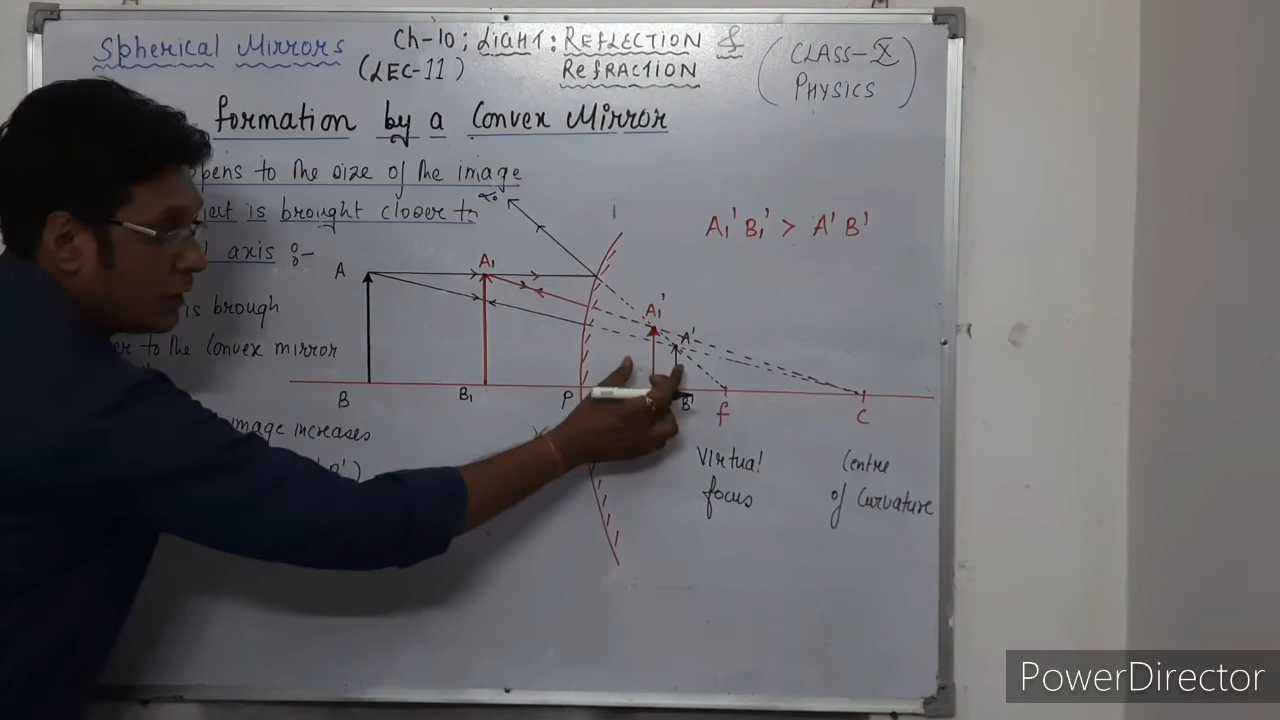 Spherical Mirrors
Ch-10; LIGHT: REFLECTION &
REFRACTION
(LEC-11)
(CLASS-X
PHYSICS)
formation by a Convex Mirror
pens to the size of the image
ject is brought closer to
axis :-
is brough
er to the Convex mirror
image increases
B')
A₁'B₁' > A'B'
A
A₁
A₁'
A'
B
B₁
P
B'
f
C
Virtual
focus
Centre
of Curvature
PowerDirector